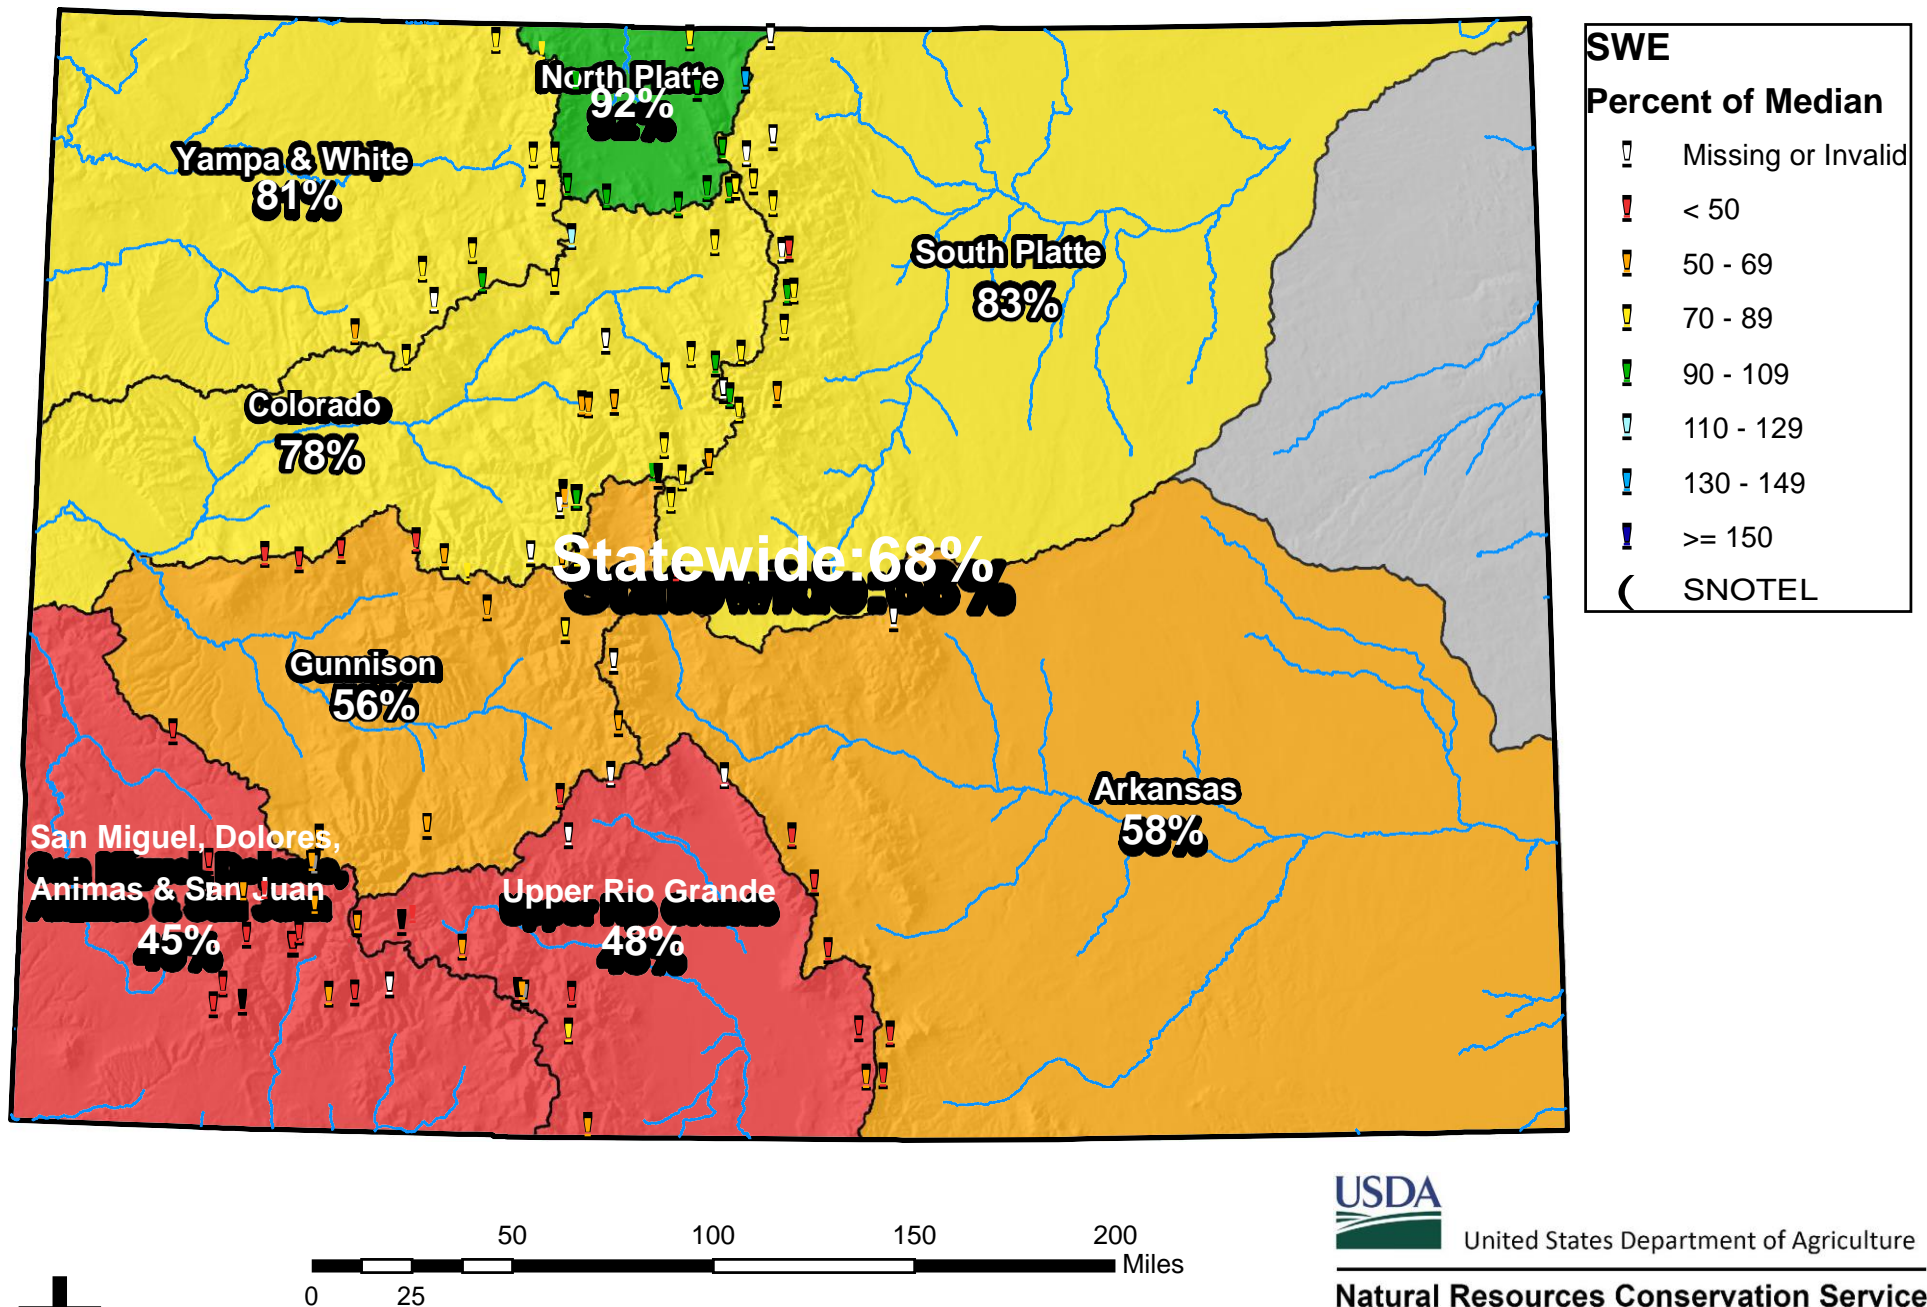 North Platte
92%
Yampa & White
81%
South Platte
83%
Colorado
78%
Statewide:68%
Gunnison
56%
Arkansas
58%
San Miguel, Dolores,
Animas & San Juan
45%
Upper Rio Grande
48%
SWE
Percent of Median
Missing or Invalid
< 50
50 - 69
70 - 89
90 - 109
110 - 129
130 - 149
>= 150
SNOTEL
50 100 150 200
Miles
0 25
USDA
United States Department of Agriculture
Natural Resources Conservation Service